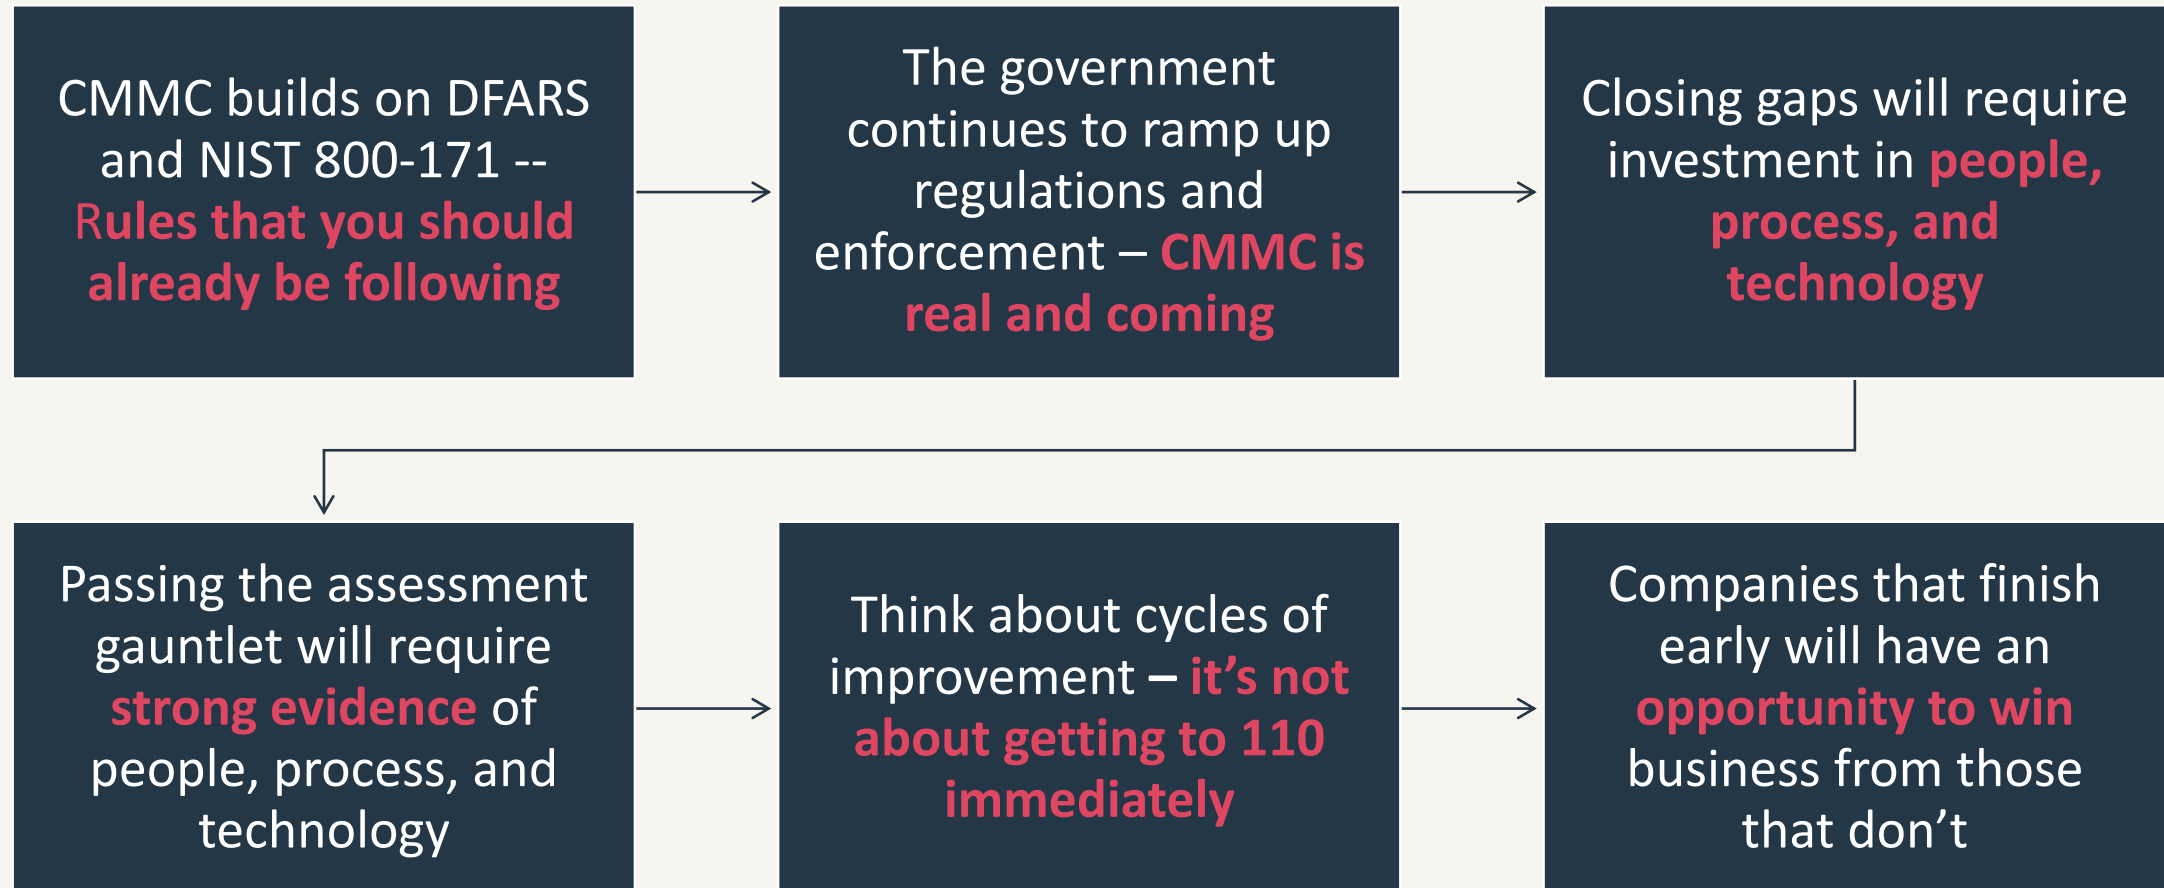 CMMC builds on DFARS
and NIST 800-171 --
Rules that you should
already be following
The government
continues to ramp up
regulations and
enforcement – CMMC is
real and coming
Closing gaps will require
investment in people,
process, and
technology
Passing the assessment
gauntlet will require
strong evidence of
people, process, and
technology
Think about cycles of
improvement – it’s not
about getting to 110
immediately
Companies that finish
early will have an
opportunity to win
business from those
that don’t